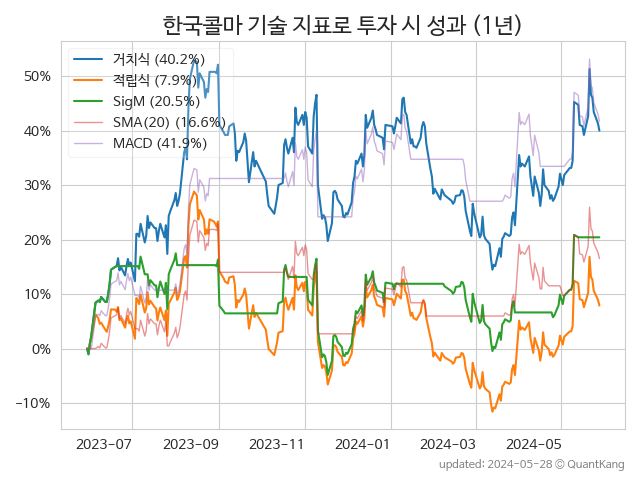 한국콜마 기술 지표로 투자 시 성과 (1년)
거치식 (40.2%)
적립식 (7.9%)
SigM (20.5%)
SMA(20) (16.6%)
MACD (41.9%)
50%
40%
30%
20%
10%
0%
−10%
2023-07 2023-09 2023-11 2024-01 2024-03 2024-05
updated: 2024-05-28 ⓒ QuantKang